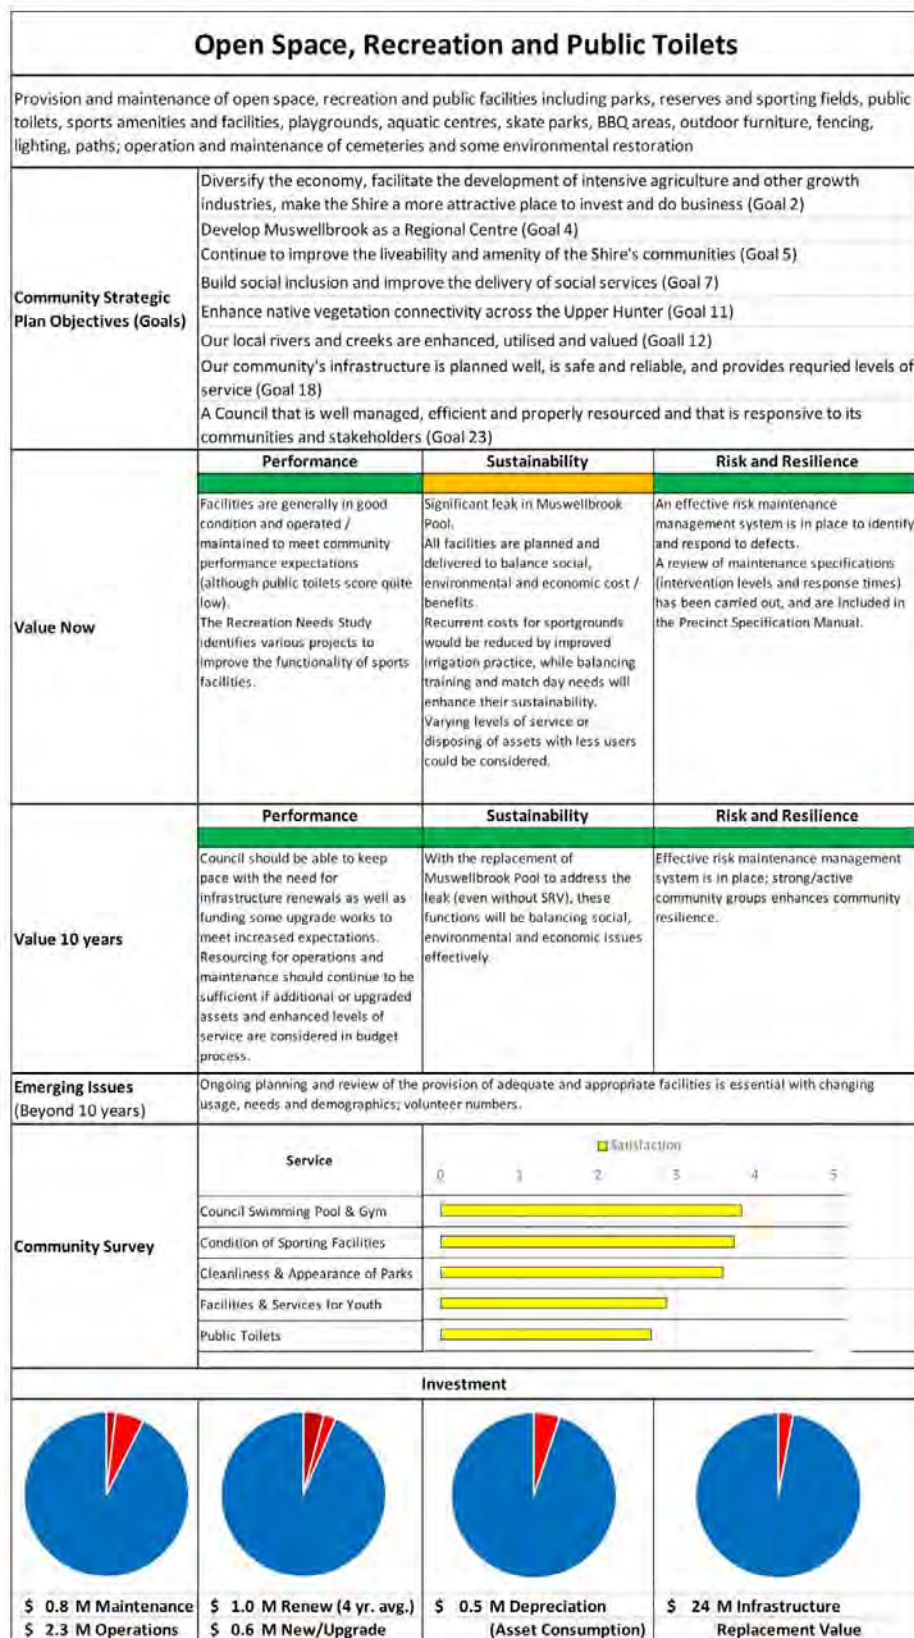 Open Space, Recreation and Public Toilets
Provision and maintenance of open space, recreation and public facilities including parks, reserves and sporting fields, public
toilets, sports amenities and facilities, playgrounds, aquatic centres, skate parks, BBQ areas, outdoor furniture, fencing,
lighting, paths; operation and maintenance of cemeteries and some environmental restoration
Community Strategic
Plan Objectives (Goals)
Diversify the economy, facilitate the development of intensive agriculture and other growth
industries, make the Shire a more attractive place to invest and do business (Goal 2)
Develop Muswellbrook as a Regional Centre (Goal 4)
Continue to improve the liveability and amenity of the Shire's communities (Goal 5)
Build social inclusion and improve the delivery of social services (Goal 7)
Enhance native vegetation connectivity across the Upper Hunter (Goal 11)
Our local rivers and creeks are enhanced, utilised and valued (Goall 12)
Our community's infrastructure is planned well, is safe and reliable, and provides requried levels of
service (Goal 18)
A Council that is well managed, efficient and properly resourced and that is responsive to its
communities and stakeholders (Goal 23)
Value Now
Performance
Facilities are generally in good
condition and operated /
maintained to meet community
performance expectations
(although public toilets score quite
low).
The Recreation Needs Study
identifies various projects to
improve the functionality of sports
facilities.
Sustainability
Significant leak in Muswellbrook
Pool.
All facilities are planned and
delivered to balance social,
environmental and economic cost /
benefits.
Recurrent costs for sportgrounds
would be reduced by improved
irrigation practice, while balancing
training and match day needs will
enhance their sustainability.
Varying levels of service or
disposing of assets with less users
could be considered.
Risk and Resilience
An effective risk maintenance
management system is in place to identify
and respond to defects.
A review of maintenance specifications
(intervention levels and response times)
has been carried out, and are included in
the Precinct Specification Manual.
Value 10 years
Performance
Council should be able to keep
pace with the need for
infrastructure renewals as well as
funding some upgrade works to
meet increased expectations.
Resourcing for operations and
maintenance should continue to be
sufficient if additional or upgraded
assets and enhanced levels of
service are considered in budget
process.
Sustainability
With the replacement of
Muswellbrook Pool to address the
leak (even without SRV), these
functions will be balancing social,
environmental and economic issues
effectively.
Risk and Resilience
Effective risk maintenance management
system is in place; strong/active
community groups enhances community
resilience.
Emerging Issues
(Beyond 10 years)
Ongoing planning and review of the provision of adequate and appropriate facilities is essential with changing
usage, needs and demographics; volunteer numbers.
Community Survey
Service
Satisfaction
0 1 2 3 4 5
Council Swimming Pool & Gym
Condition of Sporting Facilities
Cleanliness & Appearance of Parks
Facilities & Services for Youth
Public Toilets
Investment
$ 0.8 M Maintenance
$ 2.3 M Operations
$ 1.0 M Renew (4 yr. avg.)
$ 0.6 M New/Upgrade
$ 0.5 M Depreciation
(Asset Consumption)
$ 24 M Infrastructure
Replacement Value